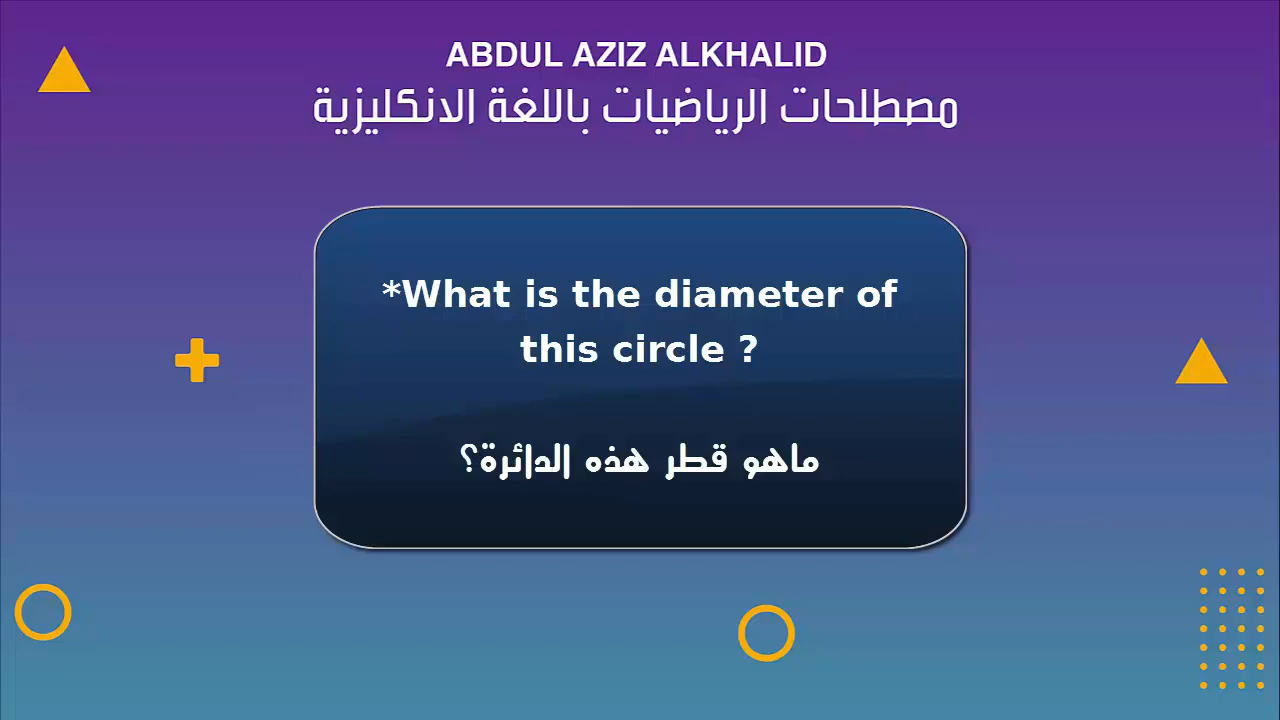 ABDUL AZIZ ALKHALID
مصطلحات الرياضيات باللغة الانكليزية
*What is the diameter of
this circle ?
ماهو قطر هذه الدائرة؟